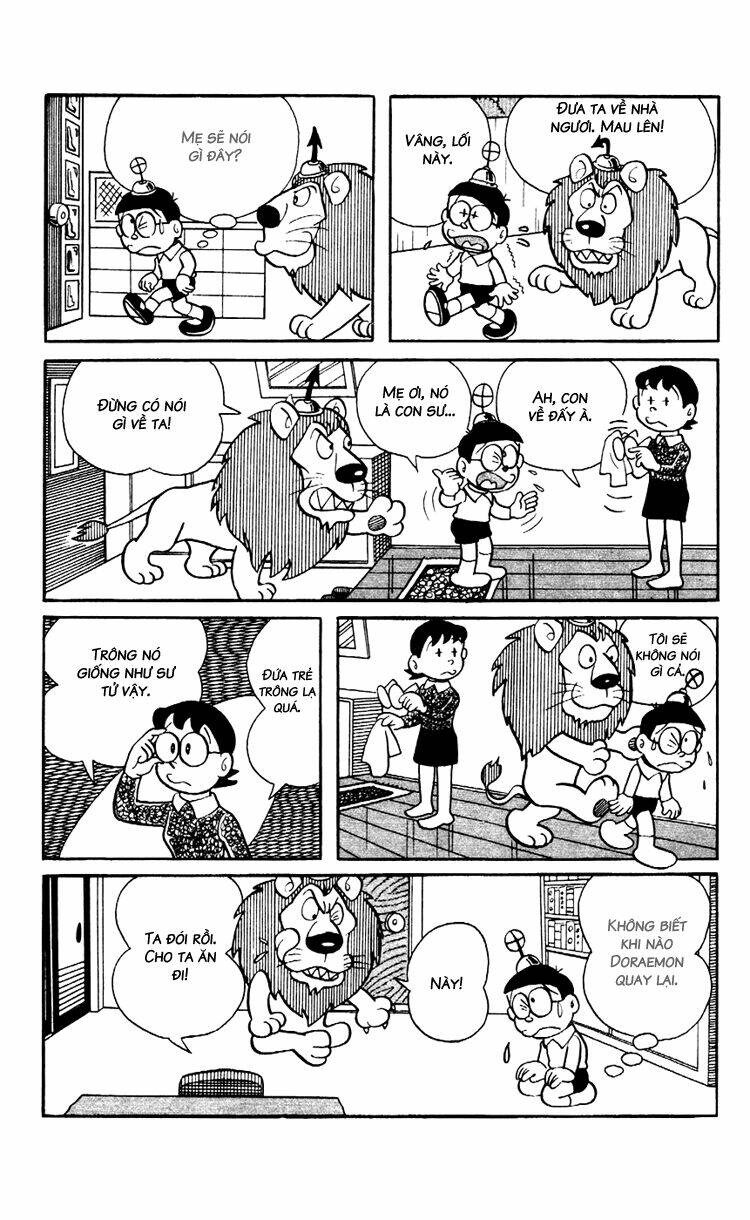 ĐƯA TA VỀ NHÀ
NGƯƠI. MAU LÊN!
VÂNG, LỐI
NÀY.
MẸ SẼ NÓI
GÌ ĐÂY?
AH, CON
VỀ ĐẤY À.
MẸ ƠI, NÓ
LÀ CON SƯ...
ĐỪNG CÓ NÓI
GÌ VỀ TA!
TÔI SẼ
KHÔNG NÓI
GÌ CẢ.
ĐỨA TRẺ
TRÔNG LẠ
QUÁ.
TRÔNG NÓ
GIỐNG NHƯ SƯ
TỬ VẬY.
KHÔNG BIẾT
KHI NÀO
DORAEMON
QUAY LẠI.
NÀY!
TA ĐÓI RỒI.
CHO TA ĂN
ĐI!